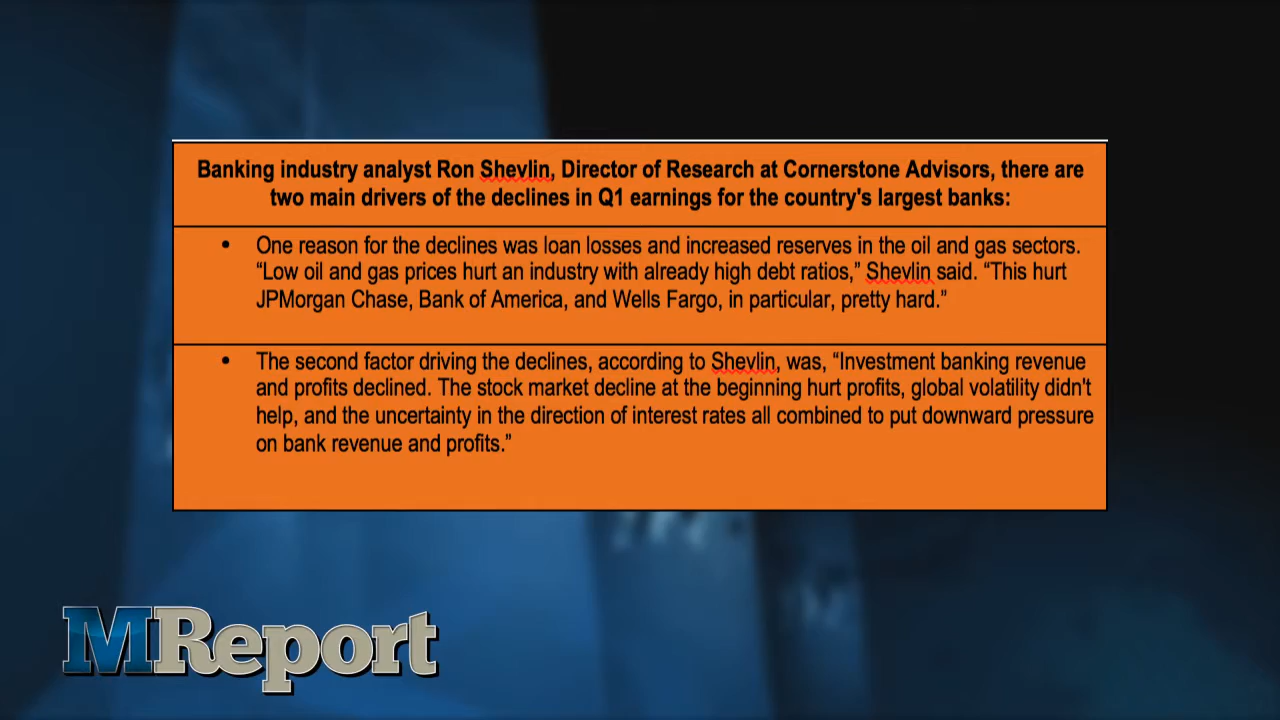 Banking industry analyst Ron Shevlin, Director of Research at Cornerstone Advisors, there are
two main drivers of the declines in Q1 earnings for the country's largest banks:
• One reason for the declines was loan losses and increased reserves in the oil and gas sectors.
“Low oil and gas prices hurt an industry with already high debt ratios,” Shevlin said. “This hurt
JPMorgan Chase, Bank of America, and Wells Fargo, in particular, pretty hard.”
• The second factor driving the declines, according to Shevlin, was, “Investment banking revenue
and profits declined. The stock market decline at the beginning hurt profits, global volatility didn't
help, and the uncertainty in the direction of interest rates all combined to put downward pressure
on bank revenue and profits.”
MReport